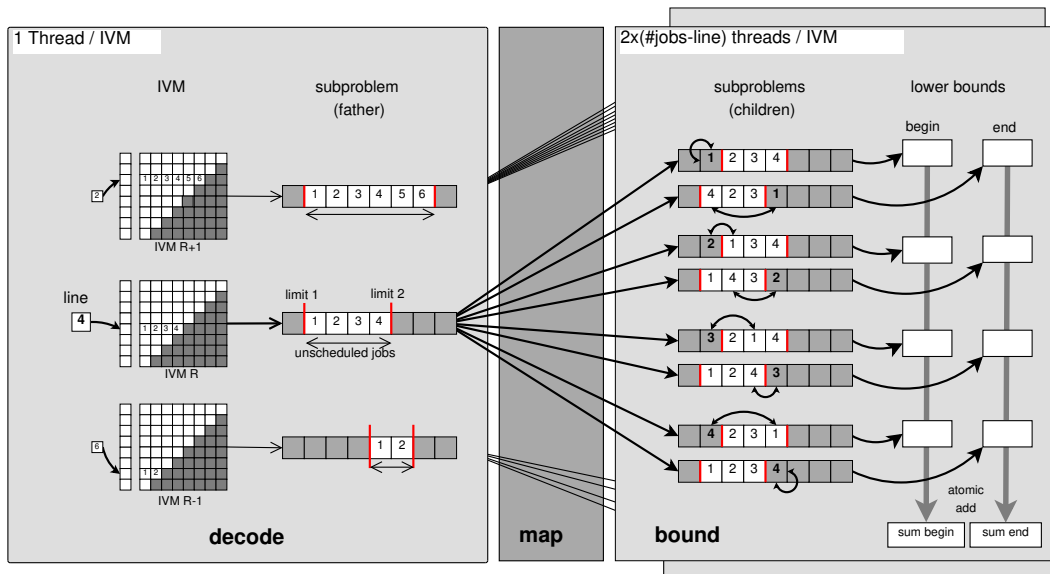 1 Thread / IVM
IVM
subproblem
(father)
2
1 2 3 4 5 6
IVM R+1
1 2 3 4 5 6
line
4
1 2 3 4
IVM R
limit 1
limit 2
1 2 3 4
unscheduled jobs
6
1 2
IVM R-1
1 2
decode
map
2x(#jobs-line) threads / IVM
subproblems
(children)
lower bounds
begin
end
1 2 3 4
4 2 3 1
2 1 3 4
1 4 3 2
3 2 1 4
1 2 4 3
4 2 3 1
1 2 3 4
atomic
add
sum begin
sum end
bound